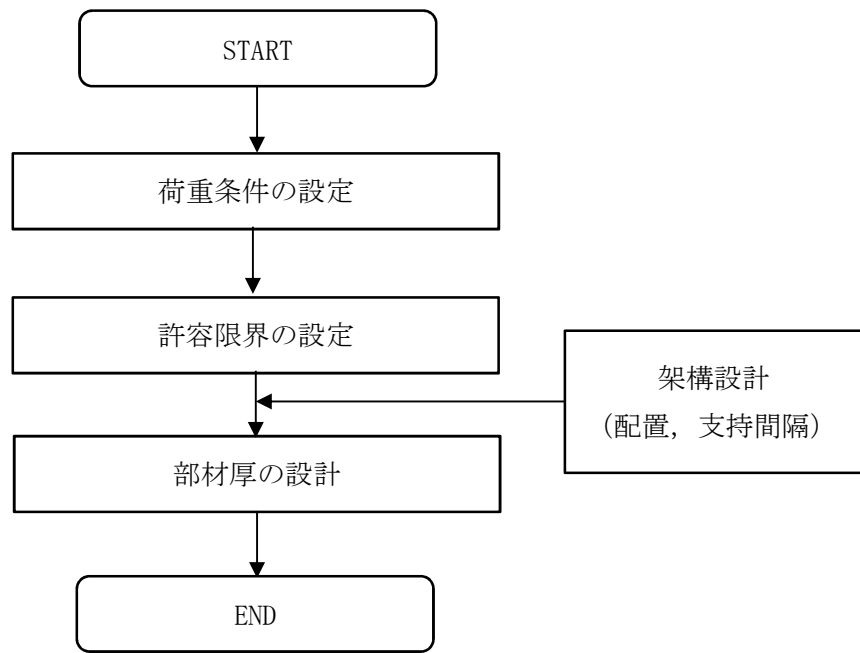 START
荷重条件の設定
許容限界の設定
架構設計
(配置, 支持間隔)
部材厚の設計
END